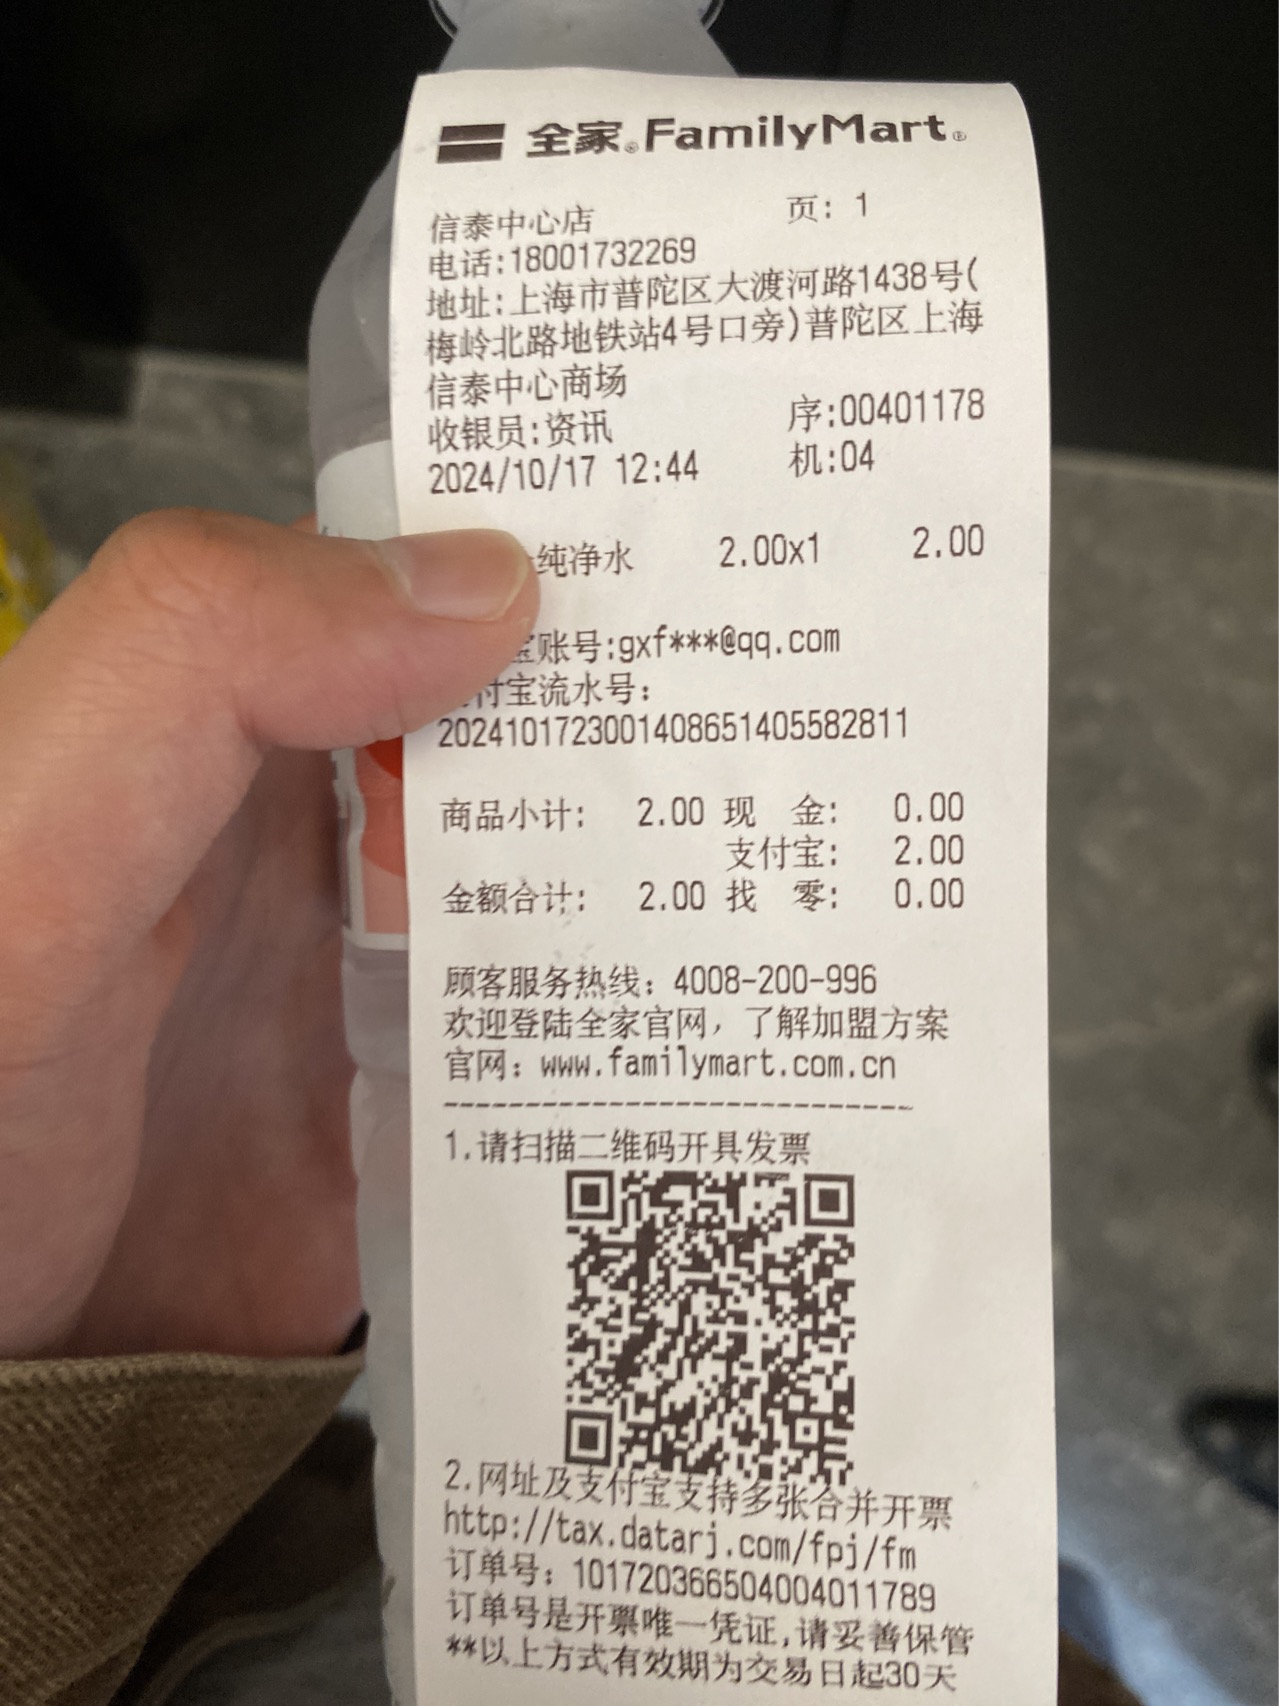 全家®FamilyMart®
信泰中心店 页: 1
电话:18001732269
地址:上海市普陀区大渡河路1438号(
梅岭北路地铁站4号口旁)普陀区上海
信泰中心商场
收银员:资讯 序:00401178
2024/10/17 12:44 机:04
纯净水 2.00x1 2.00
宝账号:gxf***@qq.com
付宝流水号:
2024101723001408651405582811
商品小计: 2.00 现 金: 0.00
支付宝: 2.00
金额合计: 2.00 找 零: 0.00
顾客服务热线: 4008-200-996
欢迎登陆全家官网，了解加盟方案
官网: www.familymart.com.cn
1.请扫描二维码开具发票
2.网址及支付宝支持多张合并开票
http://tax.datarj.com/fpj/fm
订单号: 101720366504004011789
订单号是开票唯一凭证,请妥善保管
**以上方式有效期为交易日起30天